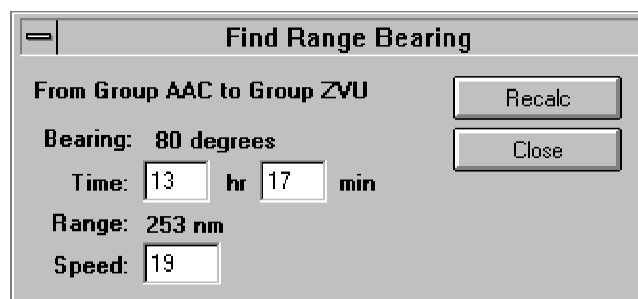 Find Range Bearing
From Group AAC to Group ZVU
Recalc
Bearing: 80 degrees
Close
Time: 13 hr 17 min
Range: 253 nm
Speed: 19